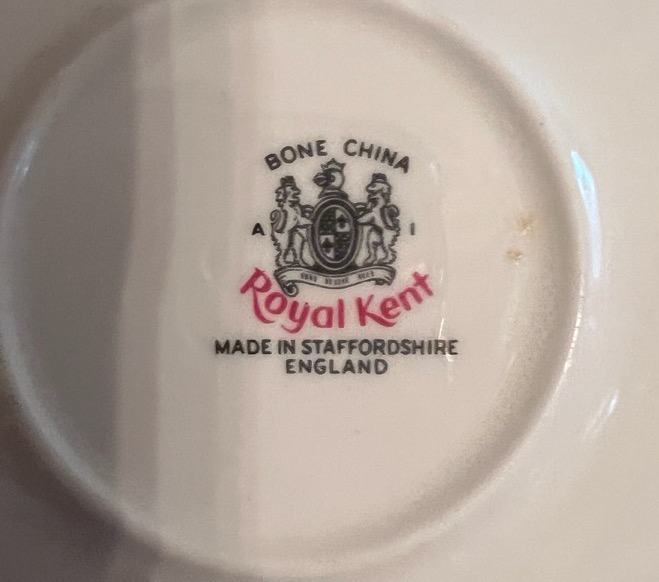 BONE CHINA
A I
Royal Kent
MADE IN STAFFORDSHIRE
ENGLAND